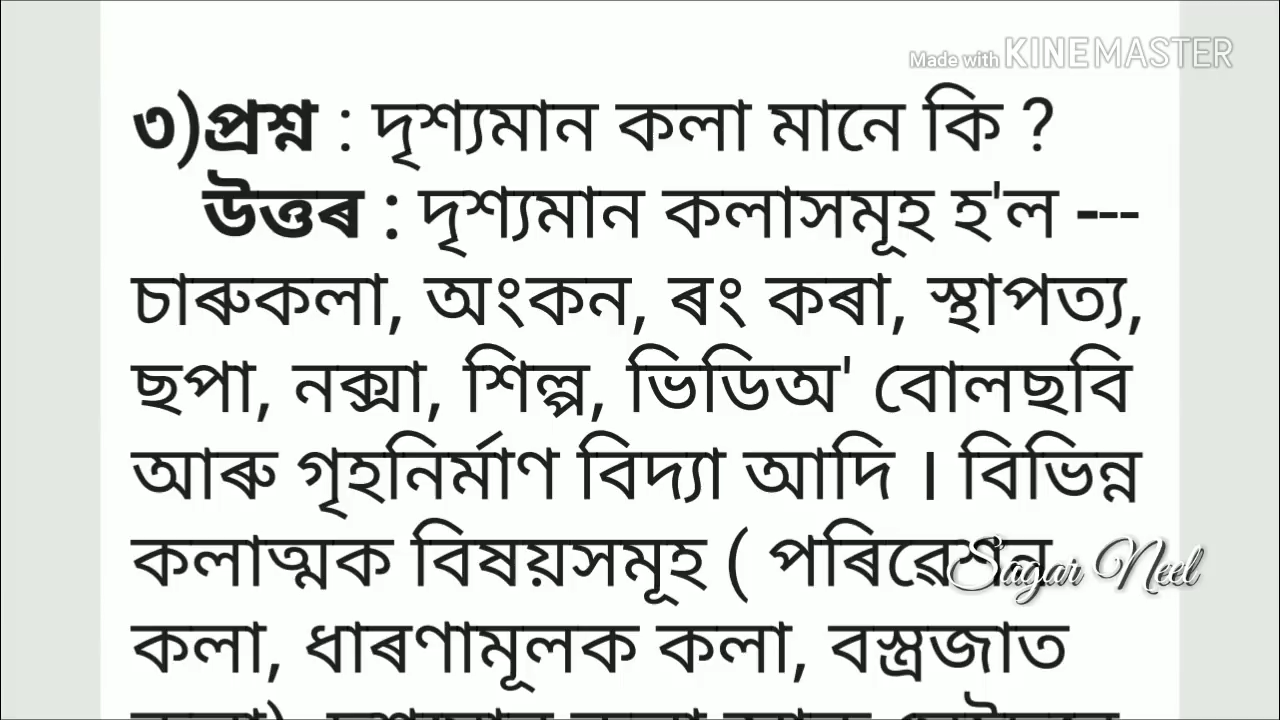 Made with KINEMASTER
৩)প্ৰশ্ন : দৃশ্যমান কলা মানে কি ?
উত্তৰ : দৃশ্যমান কলাসমূহ হ'ল ---
চাৰুকলা, অংকন, ৰং কৰা, স্থাপত্য,
ছপা, নক্সা, শিল্প, ভিডিঅ' বোলছবি
আৰু গৃহনিৰ্মাণ বিদ্যা আদি । বিভিন্ন
কলাত্মক বিষয়সমূহ ( পৰিৱেশন
Sagar Neel
কলা, ধাৰণামূলক কলা, বস্ত্ৰজাত